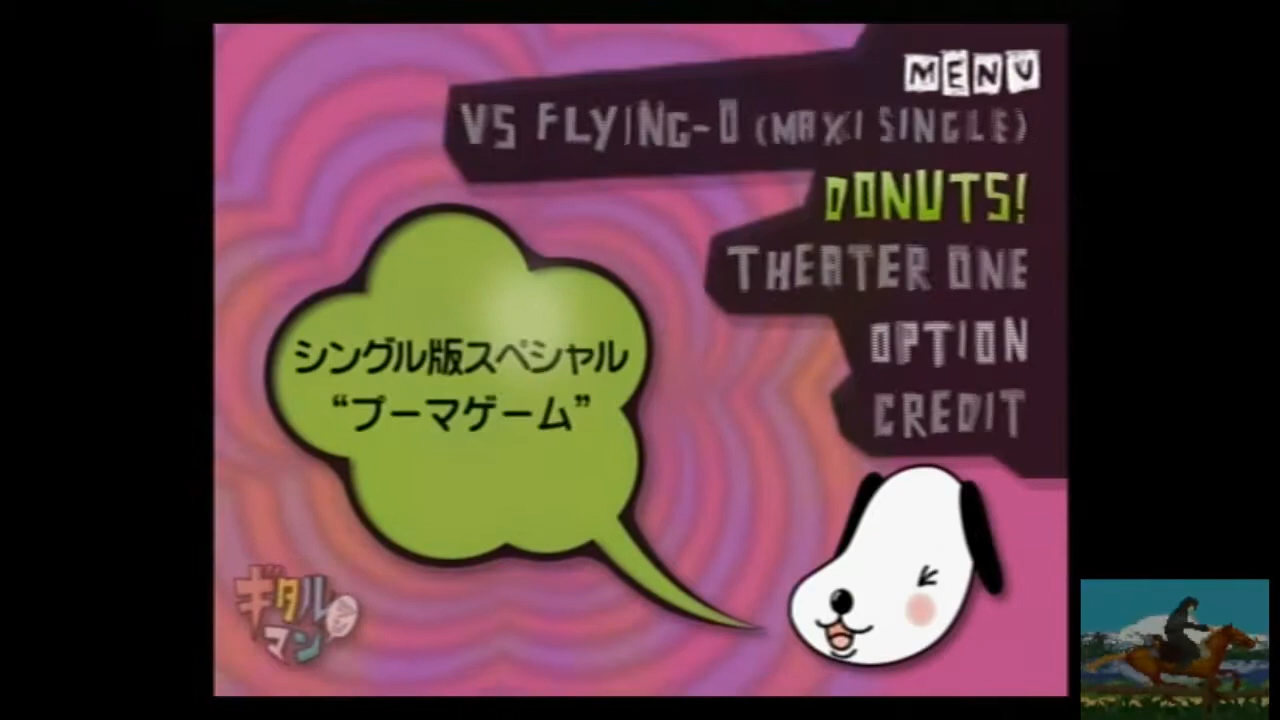 MENU
VS FLYING-O (MAXI SINGLE)
DONUTS!
THEATER ONE
OPTION
CREDIT
シングル版スペシャル
“プーマゲーム”
ギタルマン